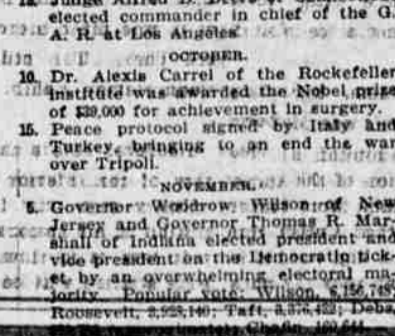 elected commander in chief of the G.
A. R. at Los Angeles
OCTOBER.
10. Dr. Alexis Carrel of the Rockefeller
institute was awarded the Nobel prize
of $39,000 for achievement in surgery.
15. Peace protocol signed by Italy and
Turkey, bringing to an end the war
over Tripoli.
NOVEMBER.
5. Governor Woodrow Wilson of New
Jersey and Governor Thomas R. Mar-
shall of Indiana elected president and
vice president on the Democratic tick-
et by an overwhelming electoral ma-
jority. Popular vote: Wilson,
Roosevelt, Taft, Debs,